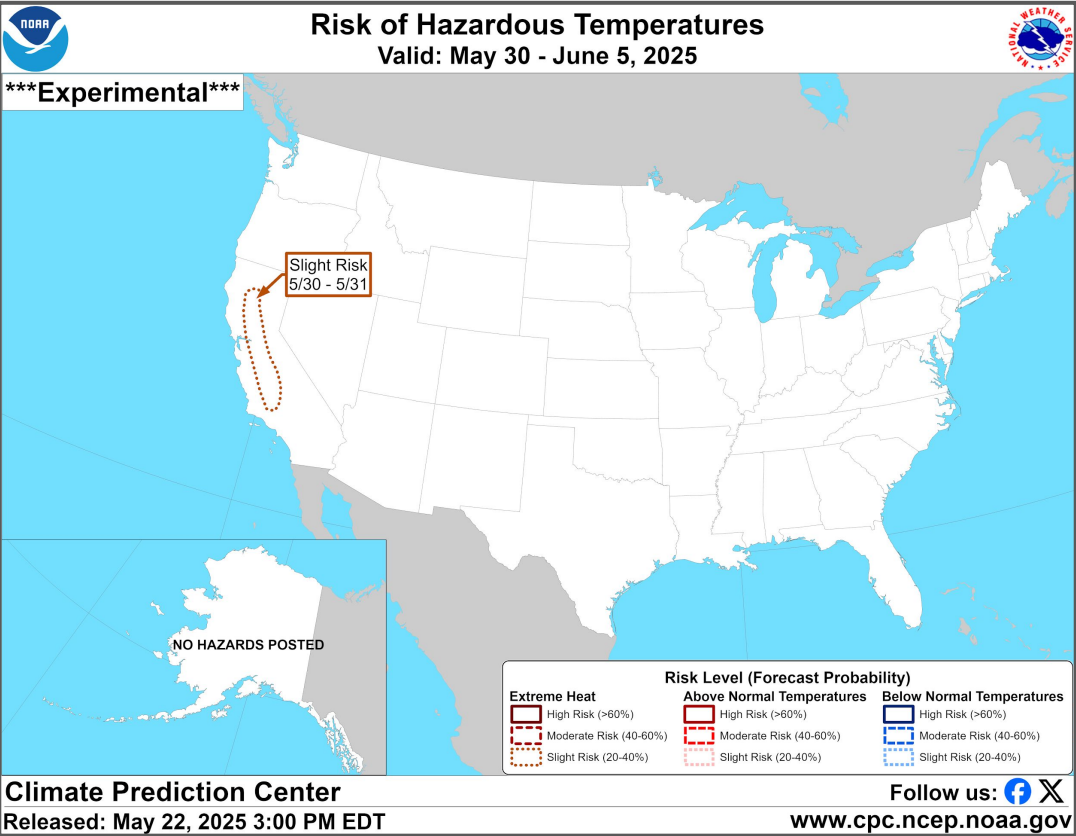 NOAA
Risk of Hazardous Temperatures
Valid: May 30 - June 5, 2025
NATIONAL WEATHER SERVICE
***Experimental***
Slight Risk
5/30 - 5/31
NO HAZARDS POSTED
Risk Level (Forecast Probability)
Extreme Heat
High Risk (>60%)
Moderate Risk (40-60%)
Slight Risk (20-40%)
Above Normal Temperatures
High Risk (>60%)
Moderate Risk (40-60%)
Slight Risk (20-40%)
Below Normal Temperatures
High Risk (>60%)
Moderate Risk (40-60%)
Slight Risk (20-40%)
Climate Prediction Center
Follow us:
Released: May 22, 2025 3:00 PM EDT
www.cpc.ncep.noaa.gov